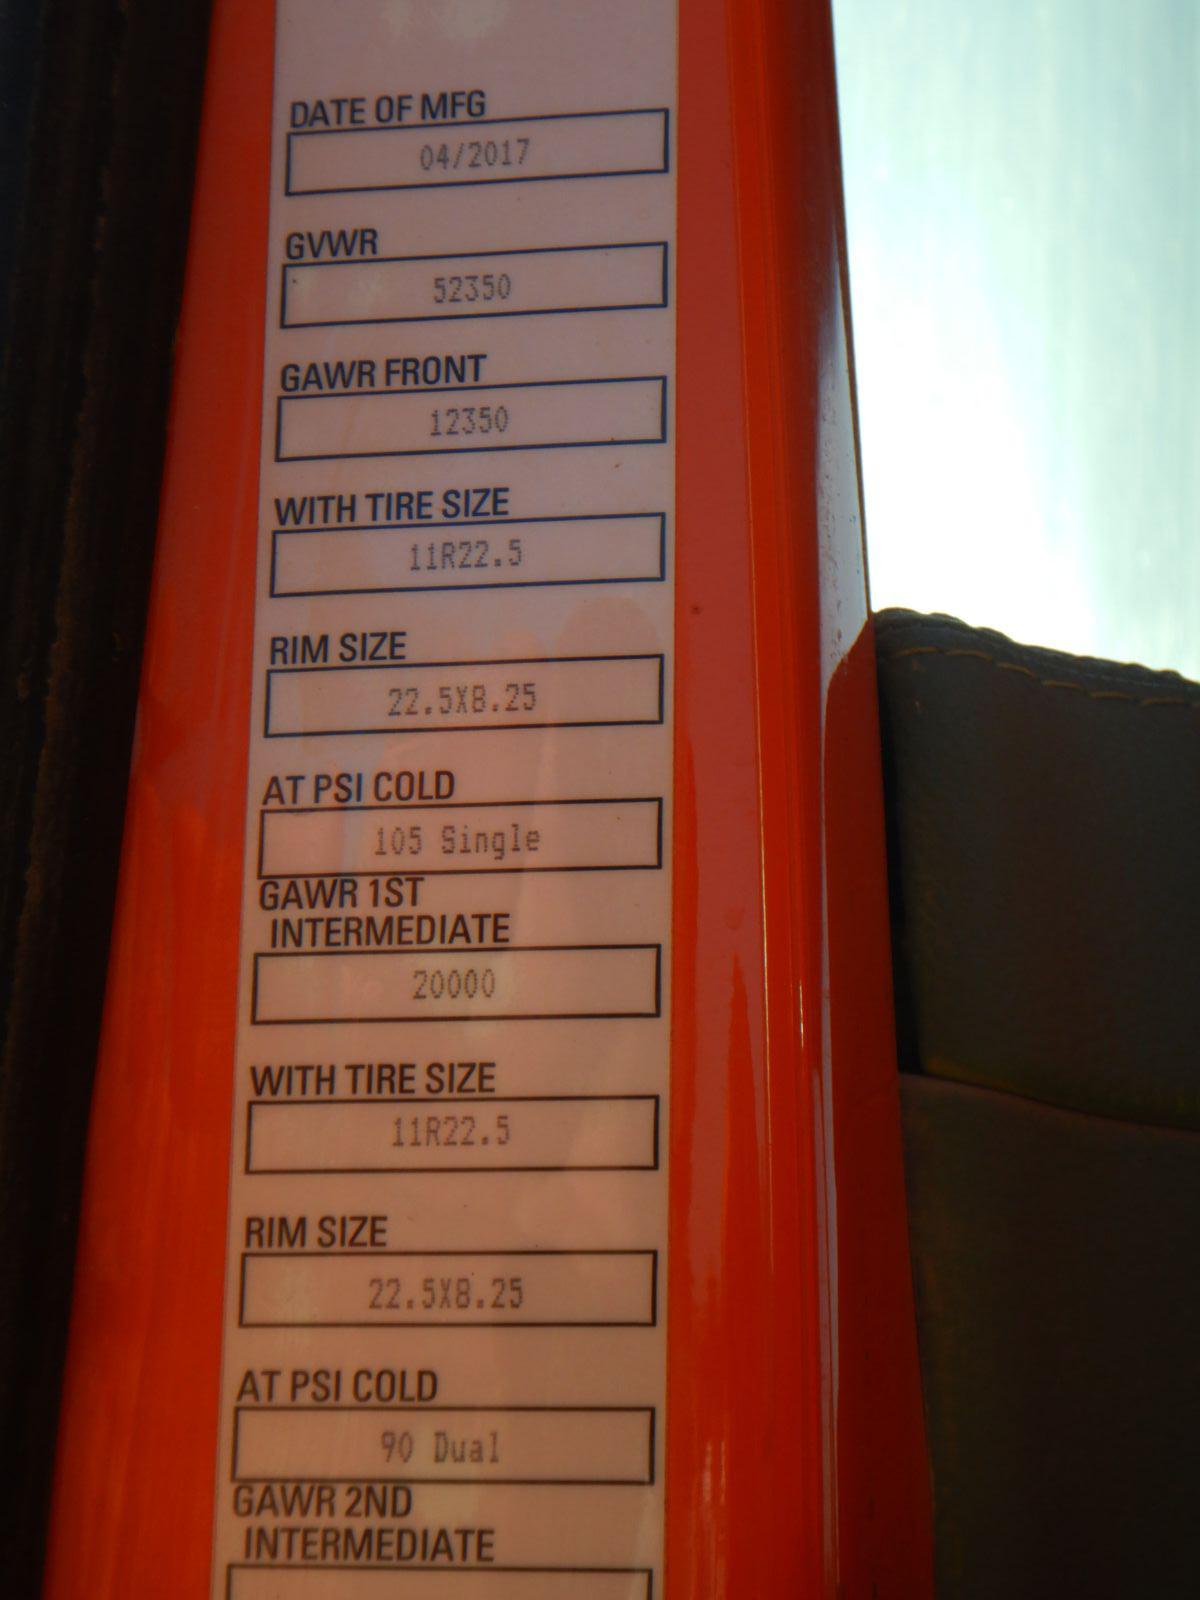 DATE OF MFG
04/2017
GVWR
52350
GAWR FRONT
12350
WITH TIRE SIZE
11R22.5
RIM SIZE
22.5X8.25
AT PSI COLD
105 Single
GAWR 1ST
INTERMEDIATE
20000
WITH TIRE SIZE
11R22.5
RIM SIZE
22.5X8.25
AT PSI COLD
90 Dual
GAWR 2ND
INTERMEDIATE